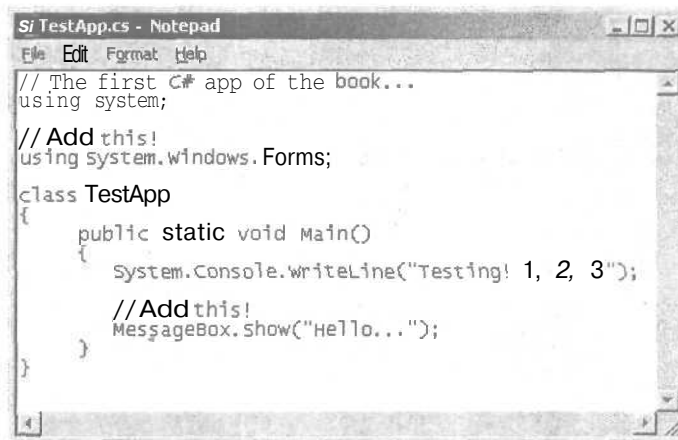 Si TestApp.cs - Notepad
File Edit Format Help
// The first C# app of the book...
using system;
// Add this!
using System.Windows.Forms;
class TestApp
{
public static void Main()
{
System.Console.WriteLine("Testing! 1, 2, 3");
// Add this!
MessageBox.Show("Hello...");
}
}